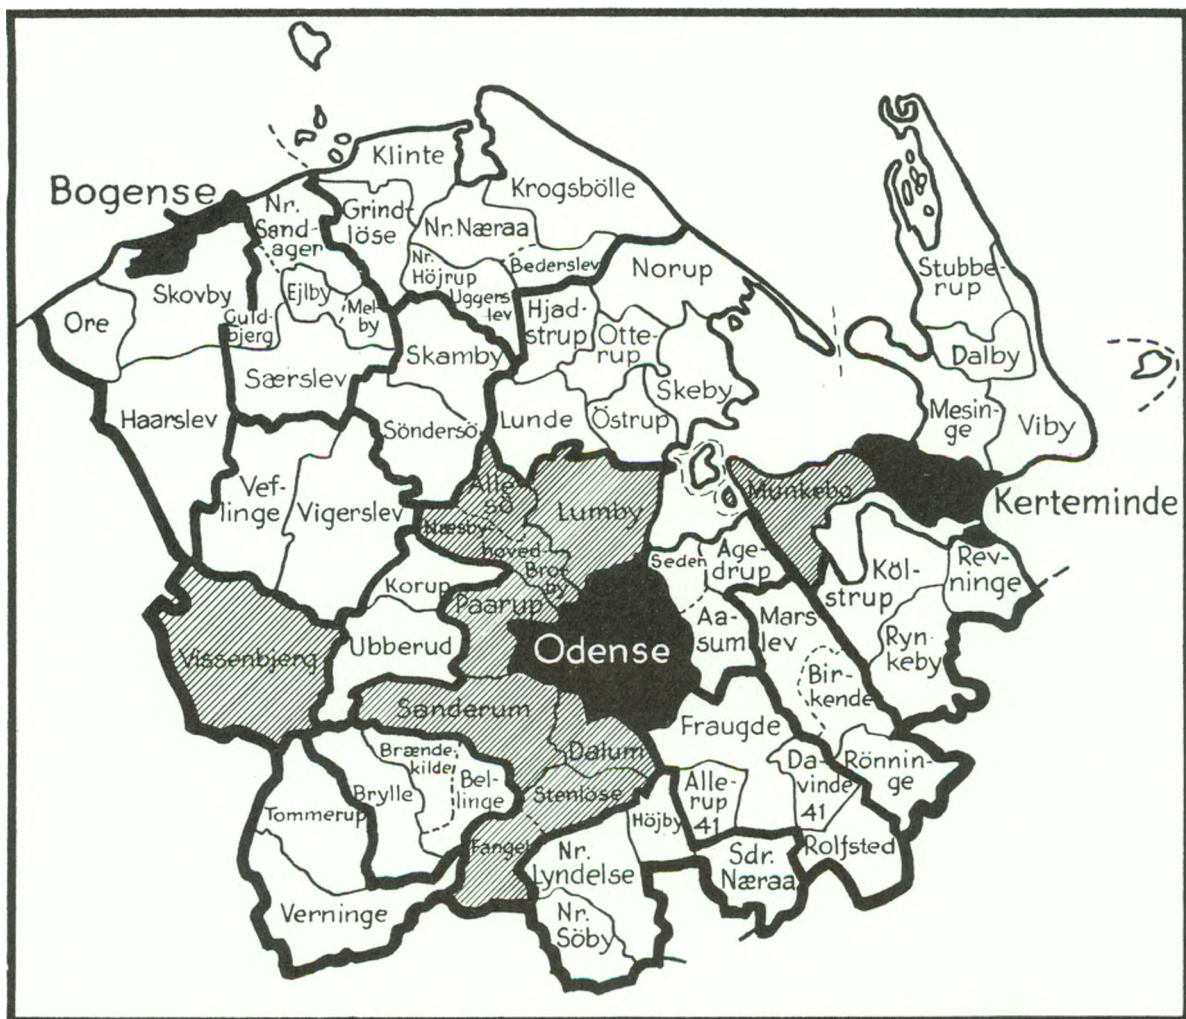 Bogense
Klinte
Krogsbölle
Nr.
Sand-
ager
Grind-
löse
Nr. Næraa
Nr.
Höjrup
Uggers-
lev
Bederslev
Norup
Stubbe-
rup
Skovby
Ejlby
Mel-
by
Guld-
bjerg
Ore
Hjad-
strup
Otte-
rup
Skamby
Særslev
Skeby
Dalby
Haarslev
Söndersö
Lunde
Östrup
Mesin-
ge
Viby
Vef-
linge
Vigerslev
Alle-
sø
Næsby-
hoved-
Bro-
by
Lumby
Munkebo
Kerteminde
Seden
Age-
drup
Köl-
strup
Rev-
ninge
Korup
Paarup
Ubberud
Odense
Aa-
sum
Mars
lev
Ryn-
keby
Vissenbjerg
Bir-
kende
Sanderum
Dalum
Fraugde
Brænde-
kilde
Bel-
linge
Brylle
Tommerup
Stenlöse
Höjby
Alle-
rup
41
Da-
vinde
41
Rönnin-
ge
Fangel
Nr.
Lyndelse
Sdr.
Næraa
Rolfsted
Verninge
Nr.
Söby